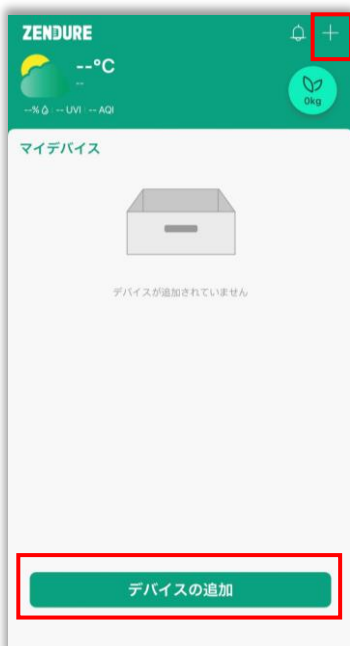 ZENDURE
--°C
--
--% | -- UVI | -- AQI
0kg
マイデバイス
デバイスが追加されていません
デバイスの追加